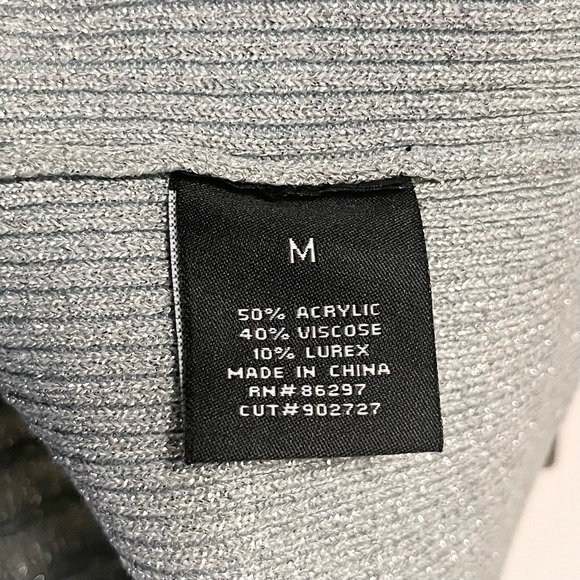 M
50% ACRYLIC
40% VISCOSE
10% LUREX
MADE IN CHINA
RN#86297
CUT#902727